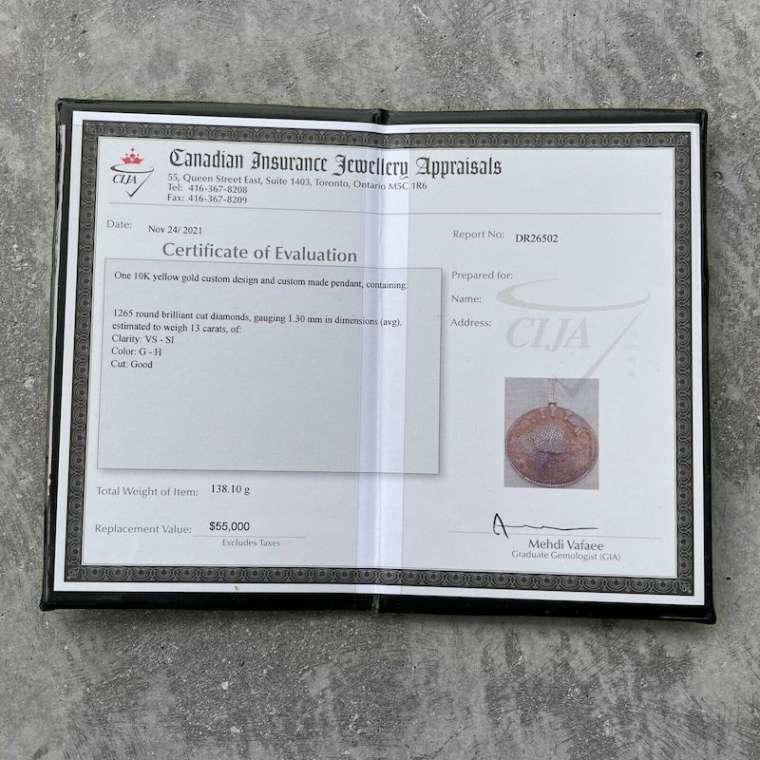 CIJA
Canadian Insurance Jewellery Appraisals
55, Queen Street East, Suite 1403, Toronto, Ontario M5C 1R6
Tel: 416-367-8208
Fax: 416-367-8209
Date: Nov 24/ 2021
Certificate of Evaluation
One 10K yellow gold custom design and custom made pendant, containing:
1265 round brilliant cut diamonds, gauging 1.30 mm in dimensions (avg).
estimated to weigh 13 carats, of:
Clarity: VS - SI
Color: G - H
Cut: Good
Total Weight of Item: 138.10 g
Replacement Value: $55,000
Excludes Taxes
Report No: DR26502
Prepared for:
Name:
Address:
CIJA
Mehdi Vafaee
Graduate Gemologist (GIA)